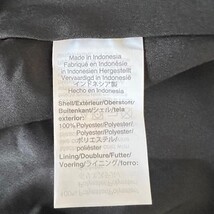 Made in Indonesia
Fabriqué en Indonésie
in Indonesien Hergestellt
Vervaardigd in Indonesië
インドネシア製
Hecho en Indonesia
Shell/Extérieur/Oberstoff/
Buitenkant/シェル/tela
exterior:
100% Polyester/Polyester/
Polyester/Polyester/
ポリエステル/
poliéster
Lining/Doublure/Futter/
Voering/ライニング/forro: